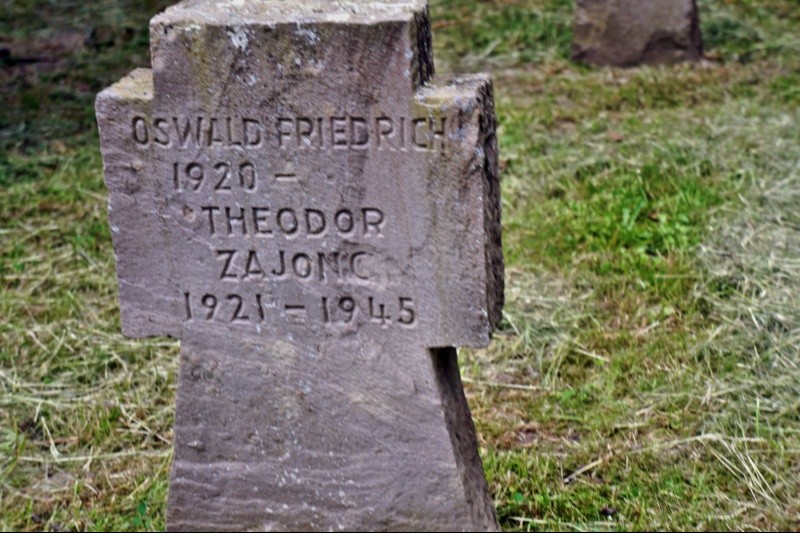 OSWALD FRIEDRICH
1920 -
THEODOR
ZAJONC
1921 - 1945